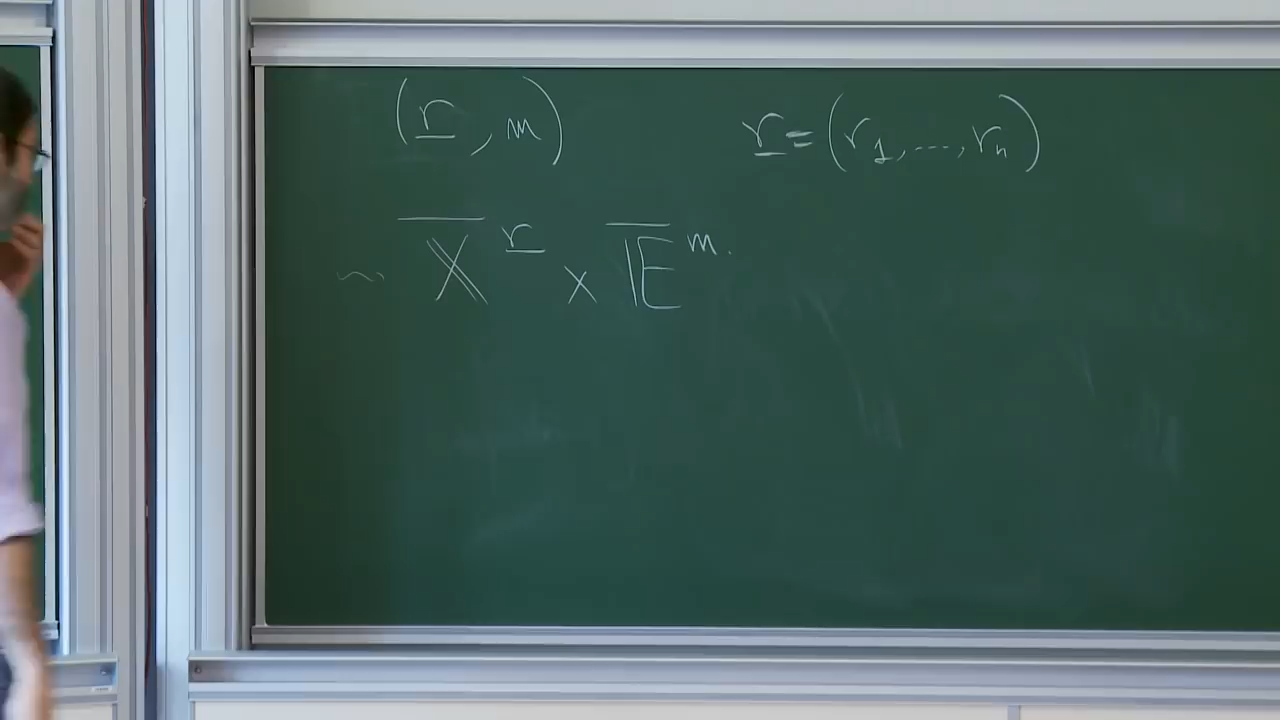 (r̲, m)    r̲ = (r₁, ..., rₙ)
~ 𝕏̅^r̲ × 𝔼̅^m.